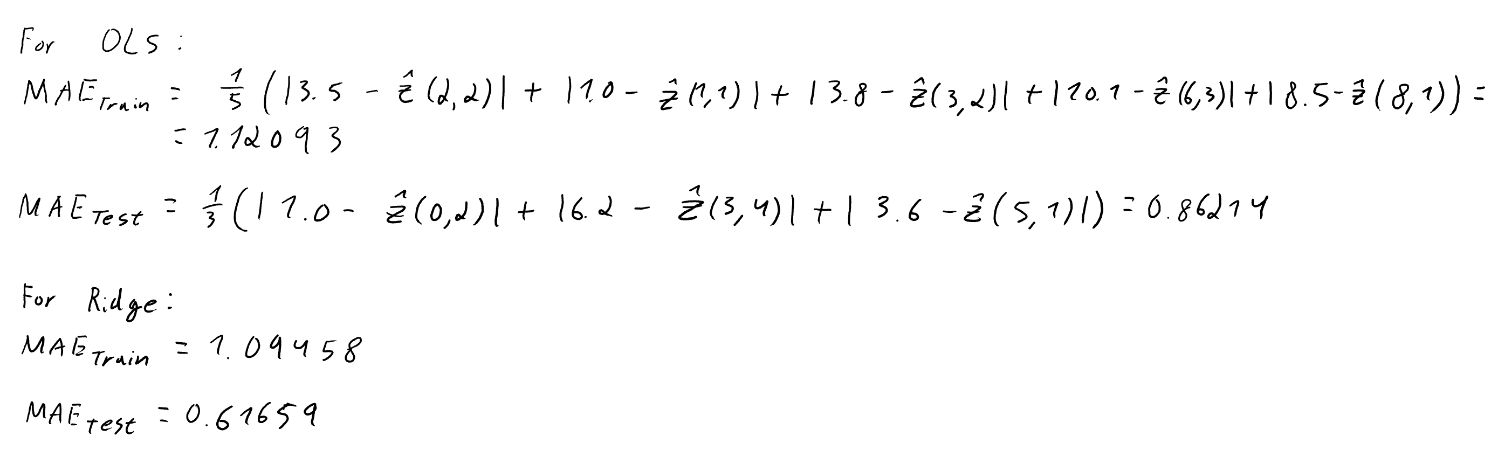 For OLS :
MAE_Train = 1/5 (|3.5 - ẑ(2,2)| + |1.0 - ẑ(1,1)| + |3.8 - ẑ(3,2)| + |10.1 - ẑ(6,3)| + |8.5 - ẑ(8,1)) =
= 1.12093
MAE_Test = 1/3 (|1.0 - ẑ(0,2)| + |6.2 - ẑ(3,4)| + |3.6 - ẑ(5,1)|) = 0.86214
For Ridge :
MAE_Train = 1.09458
MAE_test = 0.61659